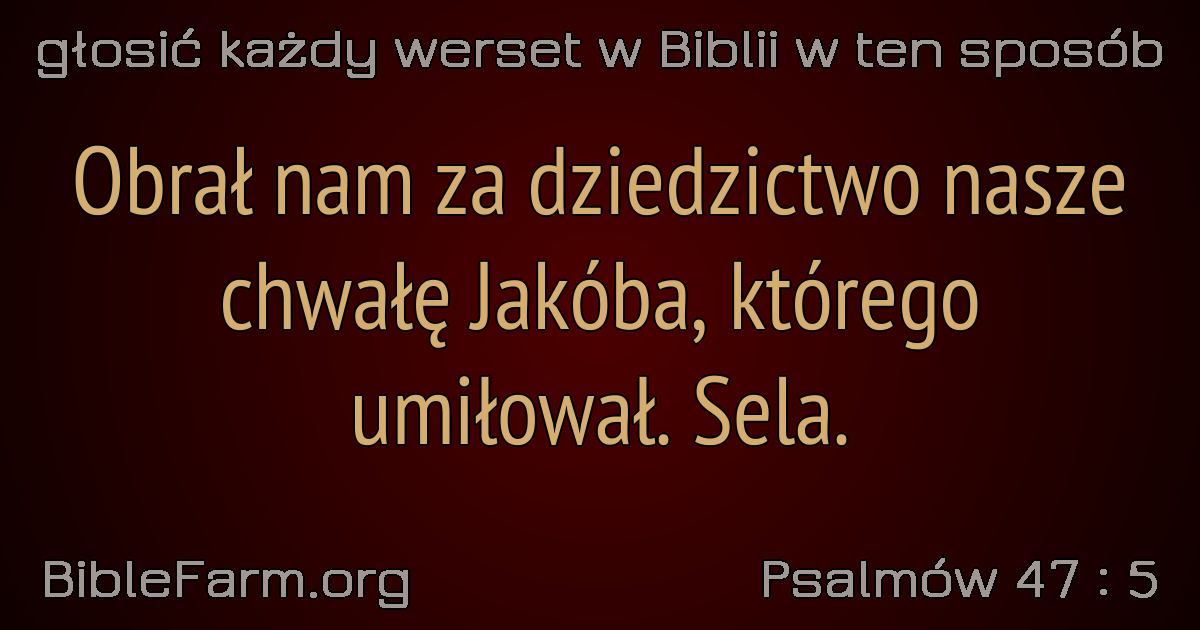 głosić każdy werset w Biblii w ten sposób
Obrał nam za dziedzictwo nasze
chwałę Jakóba, którego
umiłował. Sela.
BibleFarm.org
Psalmów 47 : 5